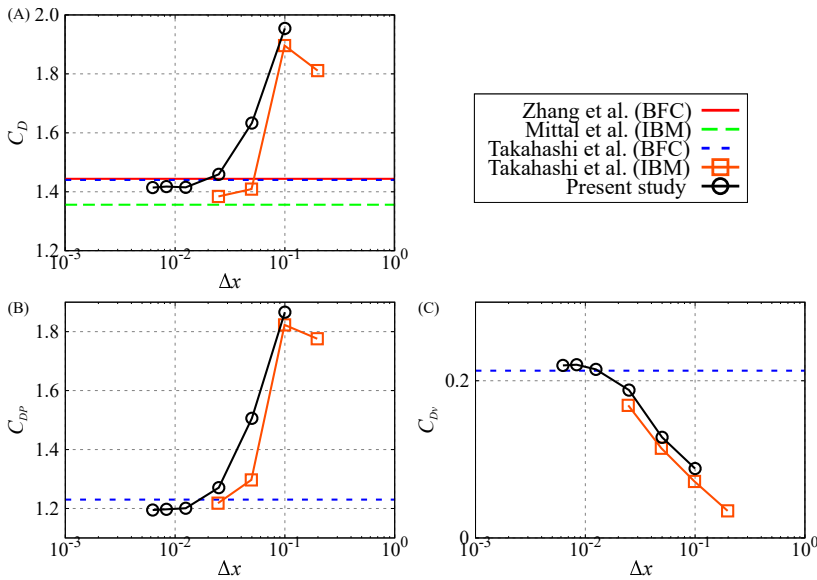 (A)
2.0
1.8
1.6
1.4
1.2
C_D
10^-3
10^-2
10^-1
10^0
Δx
Zhang et al. (BFC)
Mittal et al. (IBM)
Takahashi et al. (BFC)
Takahashi et al. (IBM)
Present study
(B)
1.8
1.6
1.4
1.2
C_DP
10^-3
10^-2
10^-1
10^0
Δx
(C)
0.2
0
C_Dv
10^-3
10^-2
10^-1
10^0
Δx